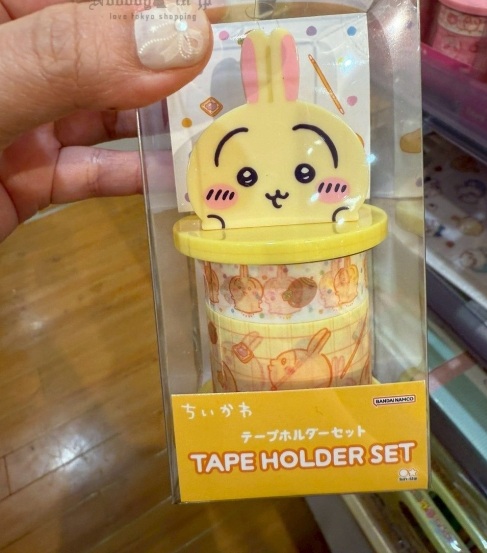 love tokyo shopping
ちいかわ
BANDAI NAMCO
テープホルダーセット
TAPE HOLDER SET